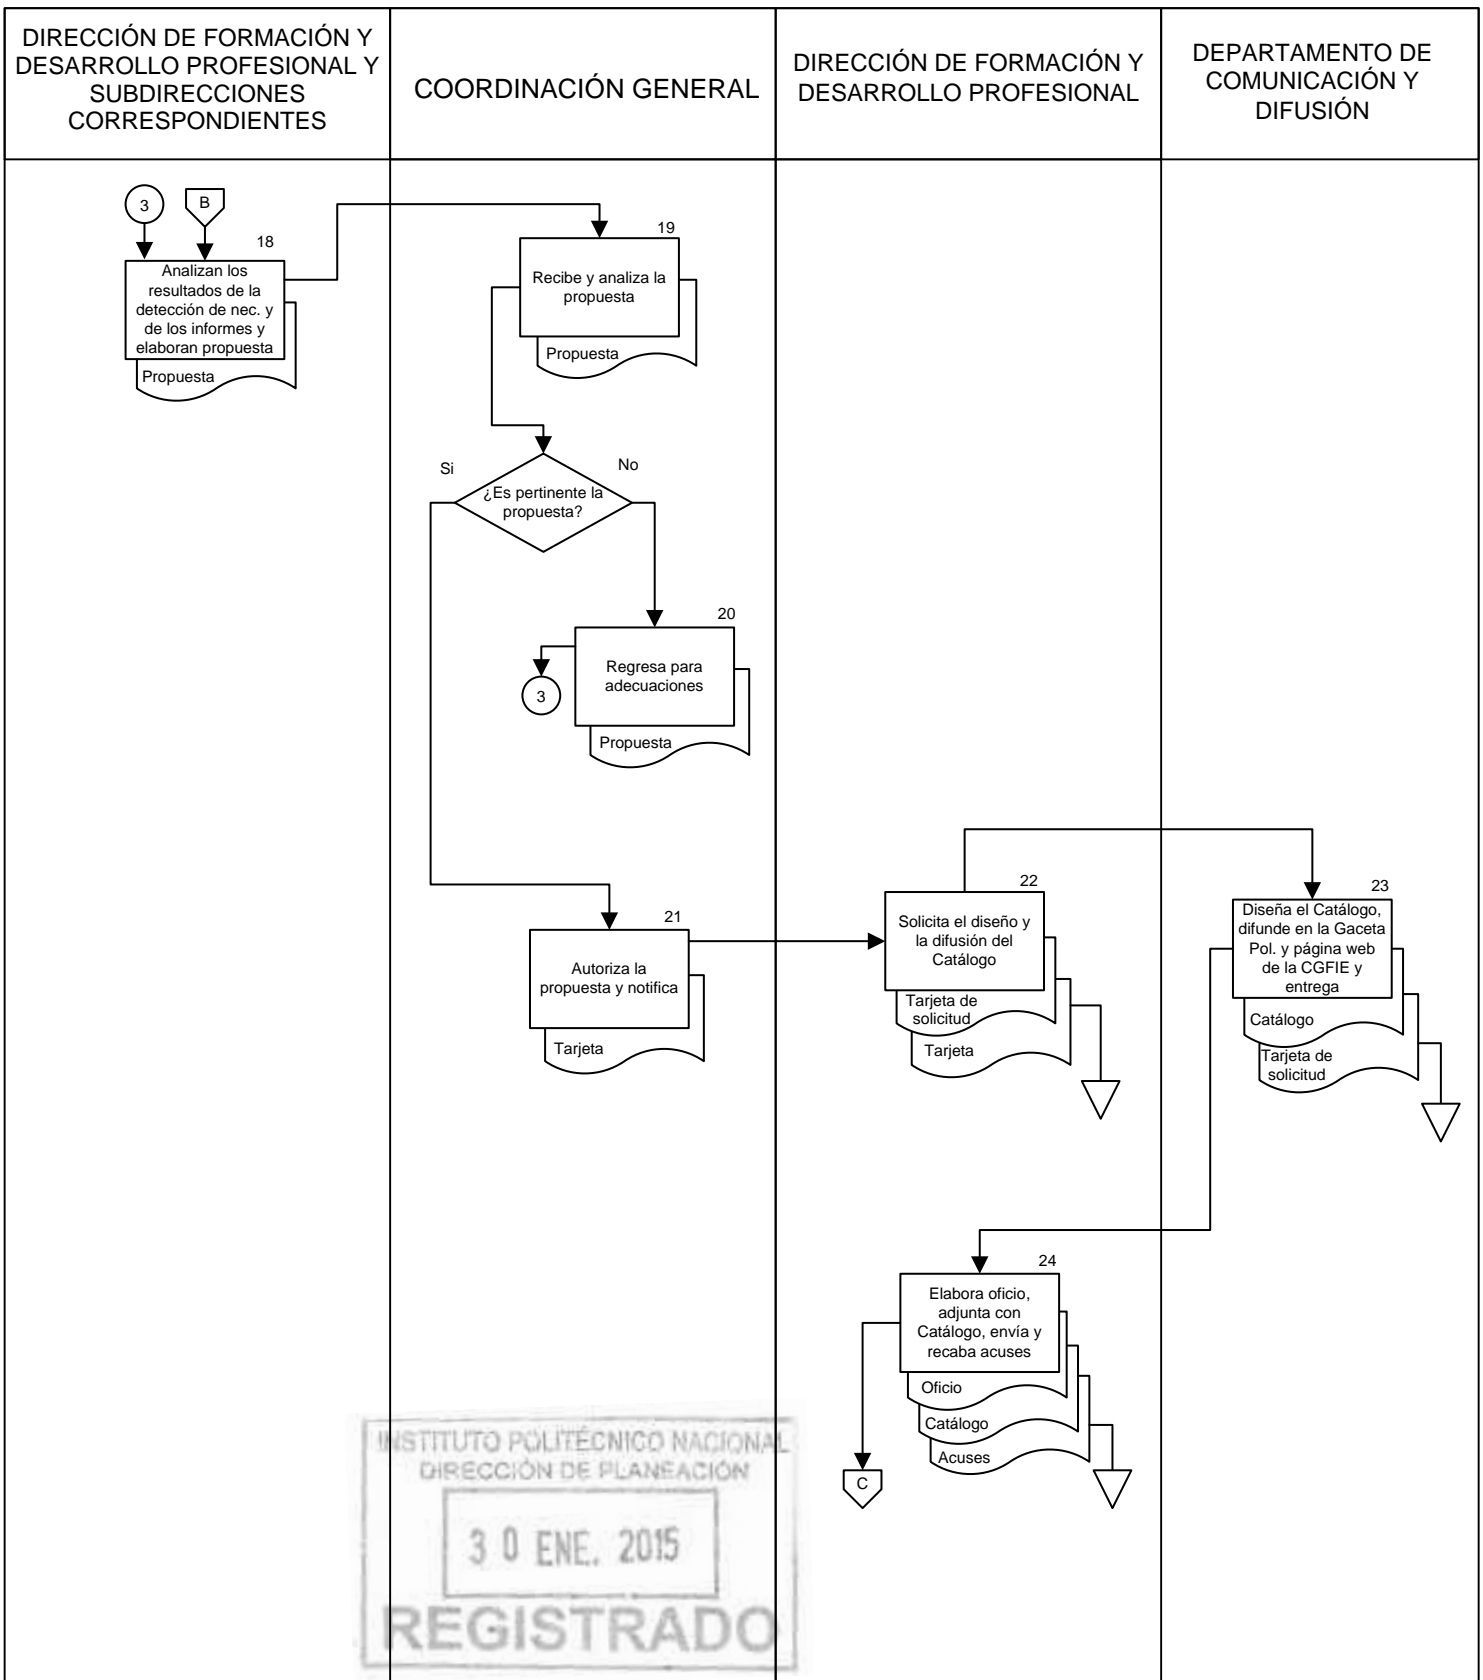 DIRECCIÓN DE FORMACIÓN Y
DESARROLLO PROFESIONAL Y
SUBDIRECCIONES
CORRESPONDIENTES
COORDINACIÓN GENERAL
DIRECCIÓN DE FORMACIÓN Y
DESARROLLO PROFESIONAL
DEPARTAMENTO DE
COMUNICACIÓN Y
DIFUSIÓN
3
B
18
Analizan los
resultados de la
detección de nec. y
de los informes y
elaboran propuesta
Propuesta
19
Recibe y analiza la
propuesta
Propuesta
Si
No
¿Es pertinente la
propuesta?
20
Regresa para
adecuaciones
3
Propuesta
21
Autoriza la
propuesta y notifica
Tarjeta
22
Solicita el diseño y
la difusión del
Catálogo
Tarjeta de
solicitud
Tarjeta
23
Diseña el Catálogo,
difunde en la Gaceta
Pol. y página web
de la CGFIE y
entrega
Catálogo
Tarjeta de
solicitud
24
Elabora oficio,
adjunta con
Catálogo, envía y
recaba acuses
Oficio
Catálogo
Acuses
C
INSTITUTO POLITÉCNICO NACIONAL
DIRECCIÓN DE PLANEACIÓN
30 ENE. 2015
REGISTRADO